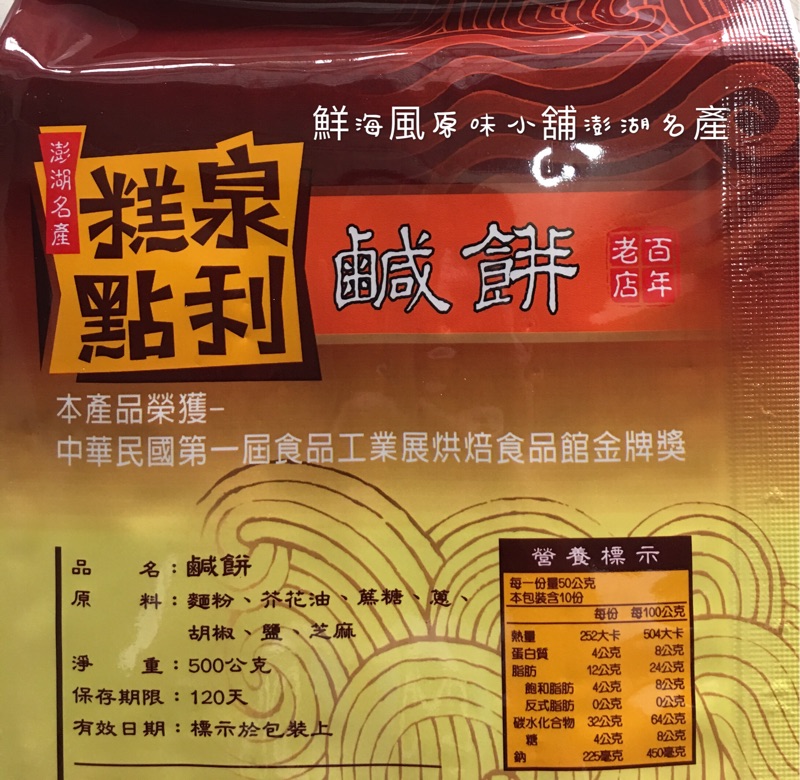 鮮海風原味小舖澎湖名產
澎湖名產
泉利
糕點
鹹餅
百年老店
本產品榮獲-
中華民國第一屆食品工業展烘焙食品館金牌獎
品名：鹹餅
原料：麵粉、芥花油、蔗糖、蔥、
胡椒、鹽、芝麻
淨重：500公克
保存期限：120天
有效日期：標示於包裝上
營養標示
每一份量50公克
本包裝含10份
每份 每100公克
熱量 252大卡 504大卡
蛋白質 4公克 8公克
脂肪 12公克 24公克
飽和脂肪 4公克 8公克
反式脂肪 0公克 0公克
碳水化合物 32公克 64公克
糖 4公克 8公克
鈉 225毫克 450毫克